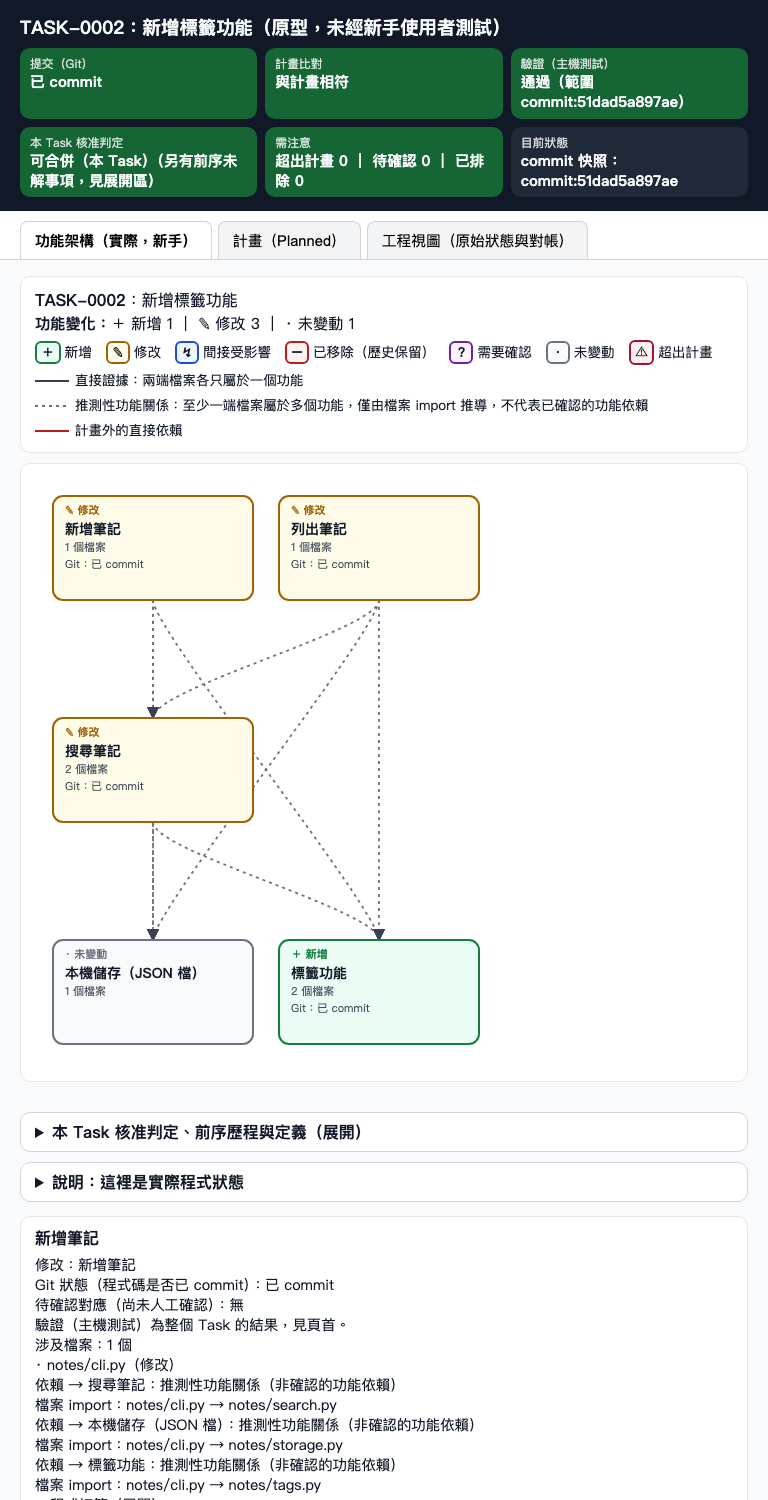 TASK-0002：新增標籤功能（原型，未經新手使用者測試）
提交（Git）
已 commit
計畫比對
與計畫相符
驗證（主機測試）
通過（範圍
commit:51dad5a897ae）
本 Task 核准判定
可合併（本 Task）（另有前序未
解事項，見展開區）
需注意
超出計畫 0 ｜ 待確認 0 ｜ 已排
除 0
目前狀態
commit 快照：
commit:51dad5a897ae
功能架構（實際，新手）
計畫（Planned）
工程視圖（原始狀態與對帳）
TASK-0002：新增標籤功能
功能變化：＋ 新增 1 ｜ ✎ 修改 3 ｜ · 未變動 1
＋ 新增 ✎ 修改 ↯ 間接受影響 − 已移除（歷史保留） ? 需要確認 · 未變動 ⚠ 超出計畫
直接證據：兩端檔案各只屬於一個功能
推測性功能關係：至少一端檔案屬於多個功能，僅由檔案 import 推導，不代表已確認的功能依賴
計畫外的直接依賴
✎ 修改
新增筆記
1 個檔案
Git：已 commit
✎ 修改
列出筆記
1 個檔案
Git：已 commit
✎ 修改
搜尋筆記
2 個檔案
Git：已 commit
· 未變動
本機儲存（JSON 檔）
1 個檔案
＋ 新增
標籤功能
2 個檔案
Git：已 commit
▶ 本 Task 核准判定、前序歷程與定義（展開）
▶ 說明：這裡是實際程式狀態
新增筆記
修改：新增筆記
Git 狀態（程式碼是否已 commit）：已 commit
待確認對應（尚未人工確認）：無
驗證（主機測試）為整個 Task 的結果，見頁首。
涉及檔案：1 個
· notes/cli.py（修改）
依賴 → 搜尋筆記：推測性功能關係（非確認的功能依賴）
檔案 import：notes/cli.py → notes/search.py
依賴 → 本機儲存（JSON 檔）：推測性功能關係（非確認的功能依賴）
檔案 import：notes/cli.py → notes/storage.py
依賴 → 標籤功能：推測性功能關係（非確認的功能依賴）
檔案 import：notes/cli.py → notes/tags.py